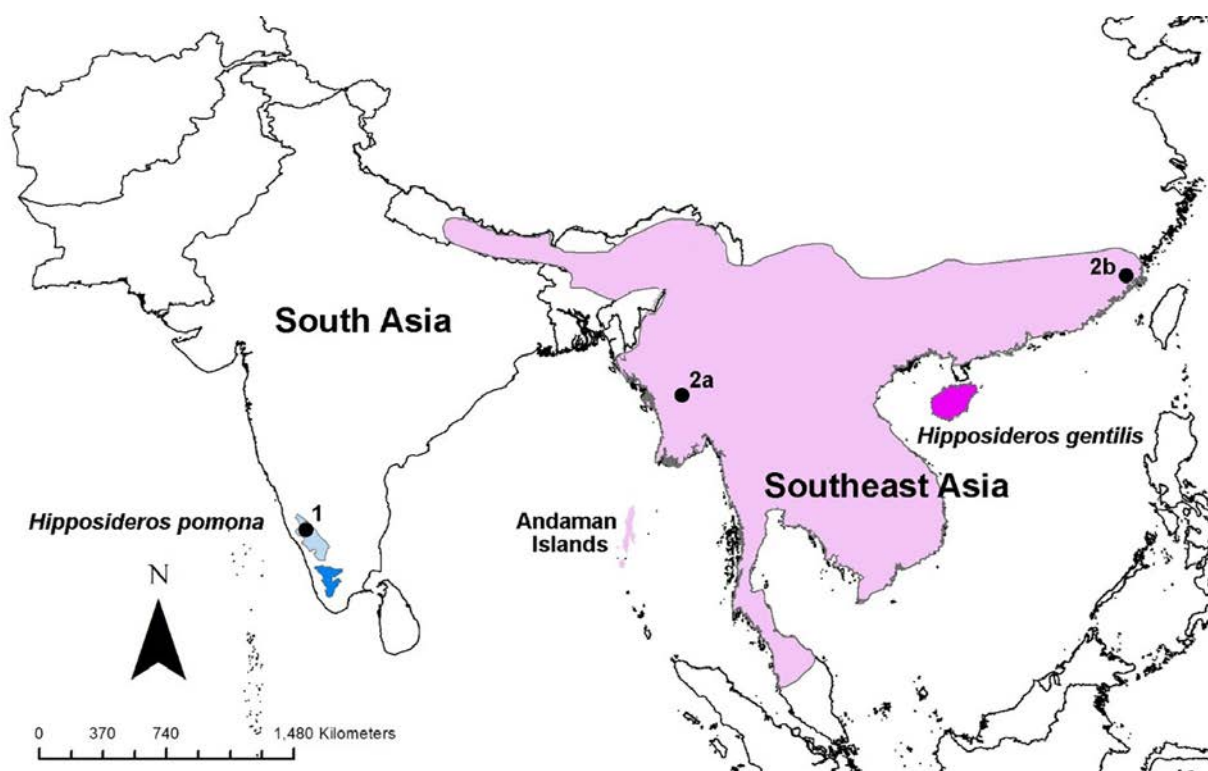 2b
South Asia
2a
Hipposideros gentilis
Southeast Asia
Hipposideros pomona
1
Andaman
Islands
N
0 370 740 1,480 Kilometers